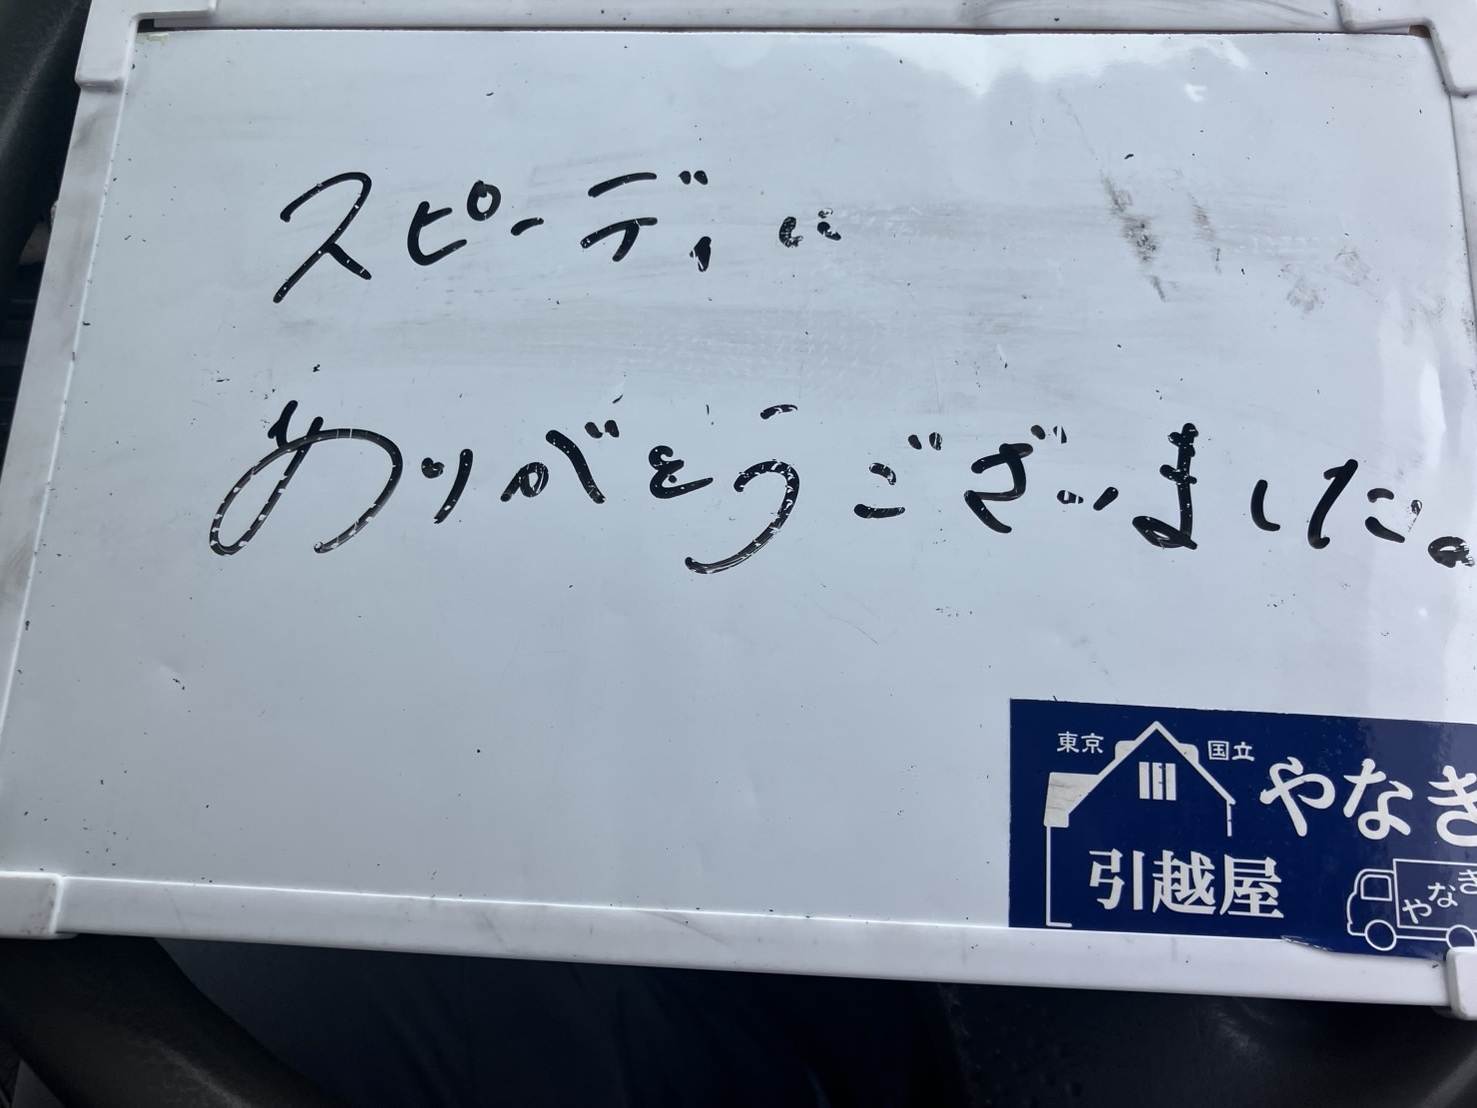 スピーディに
ありがとうございました。
東京 国立
やなぎ
引越屋
やなぎ